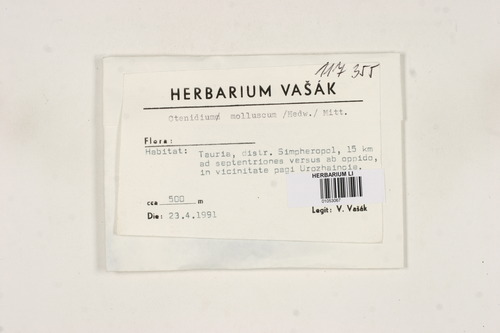 117 355
HERBARIUM VAŠÁK
Ctenidium molluscum /Hedw./ Mitt.
Flora:
Habitat: Tauria, distr. Simpheropol, 15 km
ad septentriones versus ab oppido,
in vicinitate pagi Urozhainoie.
HERBARIUM LI
cca 500 m
Die: 23.4.1991
Legit: V. Vašák